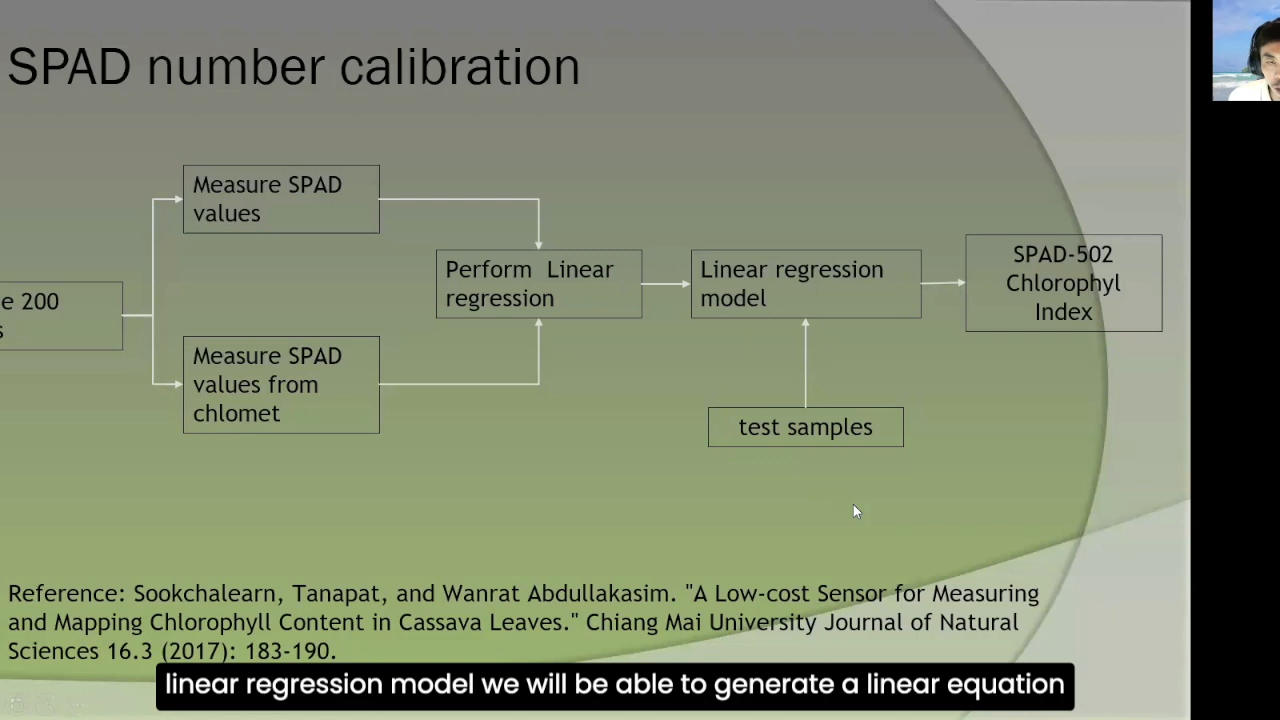 SPAD number calibration
Measure SPAD
values
e 200
s
Measure SPAD
values from
chlomet
Perform Linear
regression
Linear regression
model
SPAD-502
Chlorophyl
Index
test samples
Reference: Sookchalearn, Tanapat, and Wanrat Abdullakasim. "A Low-cost Sensor for Measuring
and Mapping Chlorophyll Content in Cassava Leaves." Chiang Mai University Journal of Natural
Sciences 16.3 (2017): 183-190.
linear regression model we will be able to generate a linear equation